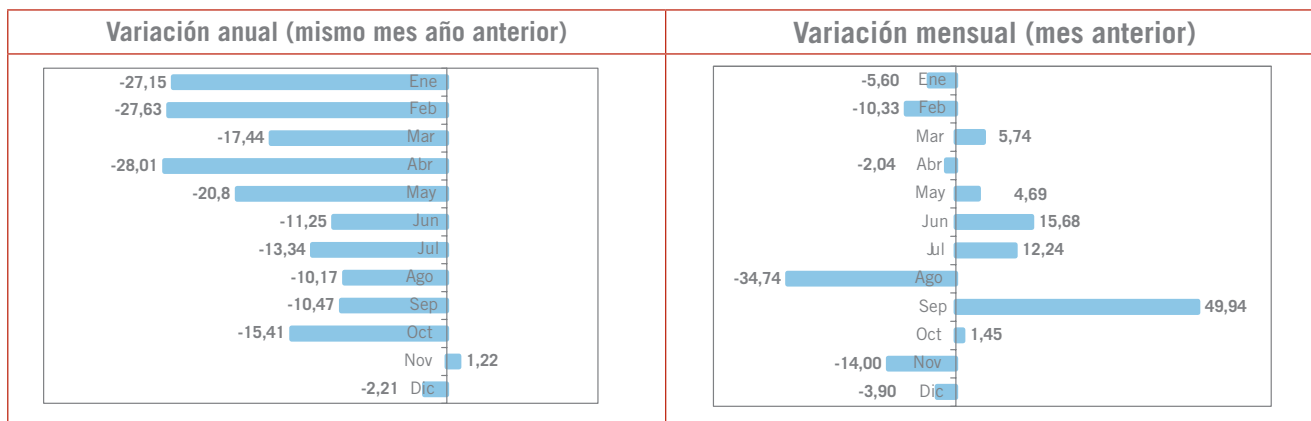 Variación anual (mismo mes año anterior)
-27,15 Ene
-27,63 Feb
-17,44 Mar
-28,01 Abr
-20,8 May
-11,25 Jun
-13,34 Jul
-10,17 Ago
-10,47 Sep
-15,41 Oct
Nov 1,22
-2,21 Dic
Variación mensual (mes anterior)
-5,60 Ene
-10,33 Feb
Mar 5,74
-2,04 Abr
May 4,69
Jun 15,68
Jul 12,24
-34,74 Ago
Sep 49,94
Oct 1,45
-14,00 Nov
-3,90 Dic